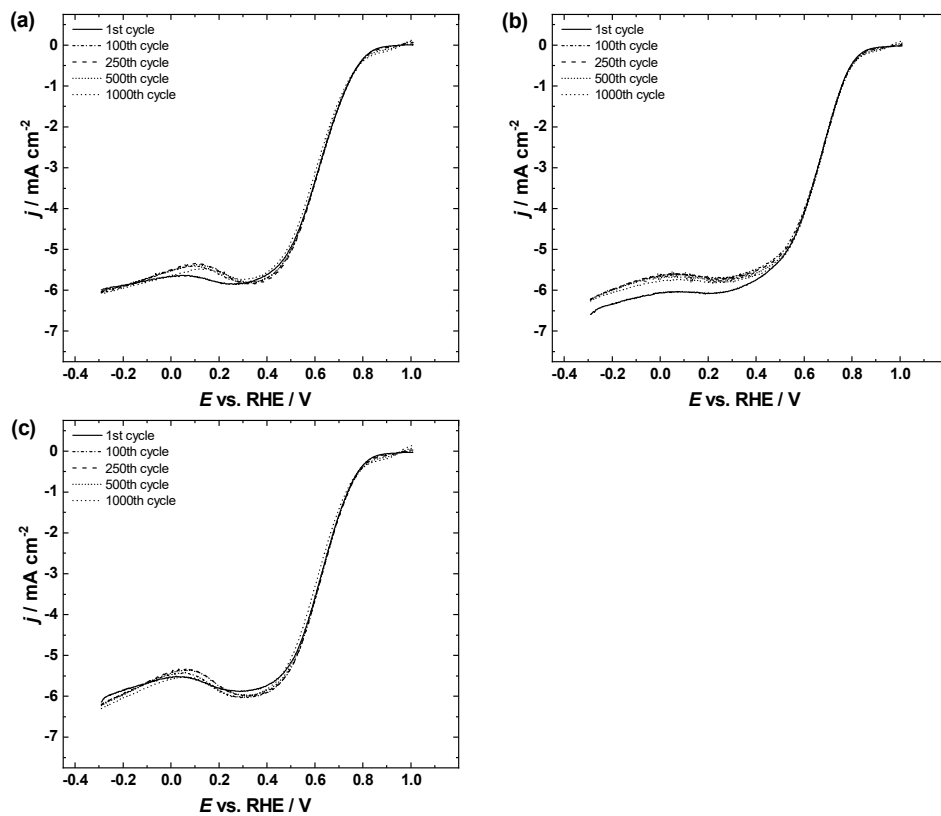 (a)
1st cycle
100th cycle
250th cycle
500th cycle
1000th cycle
0
-1
-2
-3
-4
-5
-6
-7
j / mA cm⁻²
-0.4 -0.2 0.0 0.2 0.4 0.6 0.8 1.0
E vs. RHE / V
(b)
1st cycle
100th cycle
250th cycle
500th cycle
1000th cycle
0
-1
-2
-3
-4
-5
-6
-7
j / mA cm⁻²
-0.4 -0.2 0.0 0.2 0.4 0.6 0.8 1.0
E vs. RHE / V
(c)
1st cycle
100th cycle
250th cycle
500th cycle
1000th cycle
0
-1
-2
-3
-4
-5
-6
-7
j / mA cm⁻²
-0.4 -0.2 0.0 0.2 0.4 0.6 0.8 1.0
E vs. RHE / V